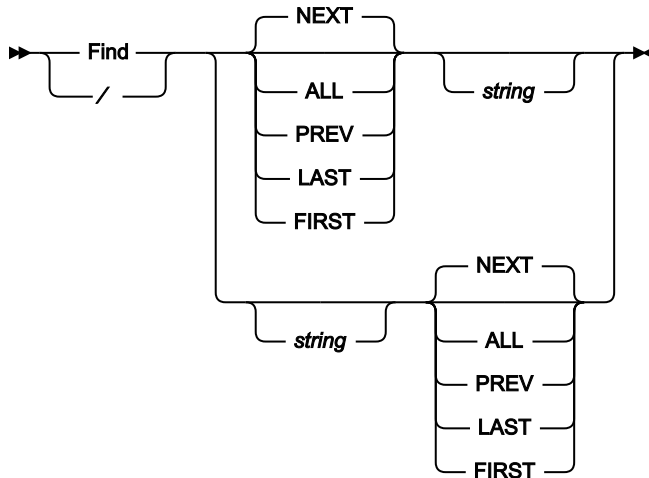 NEXT
Find
/
ALL
string
PREV
LAST
FIRST
NEXT
string
ALL
PREV
LAST
FIRST